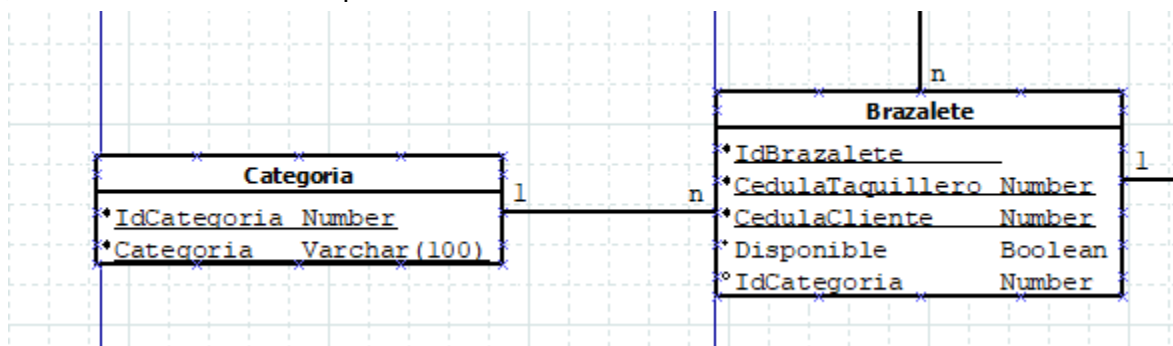 n
Brazalete
IdBrazalete
CedulaTaquillero Number
CedulaCliente Number
Disponible Boolean
IdCategoria Number
1
Categoria
IdCategoria Number
Categoria Varchar(100)
1
n